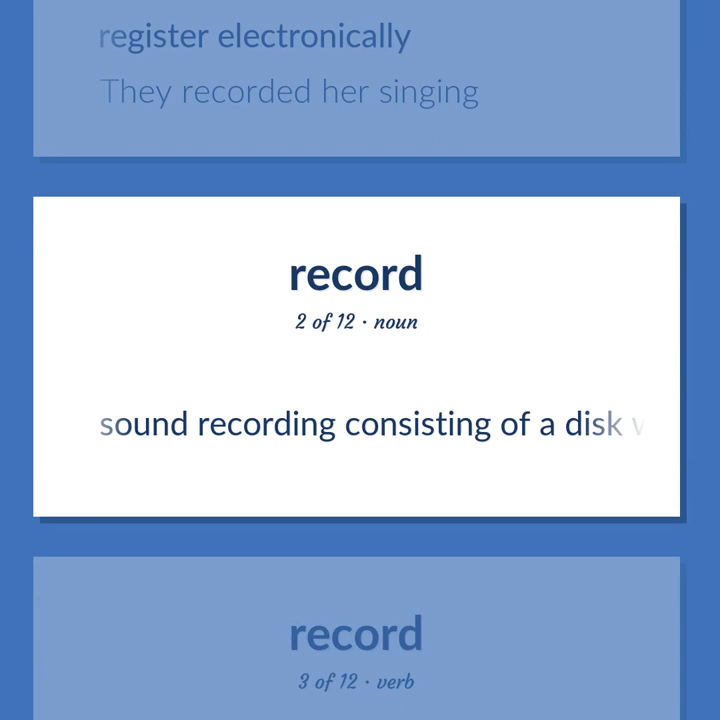 register electronically
They recorded her singing
record
2 of 12 · noun
sound recording consisting of a disk
record
3 of 12 · verb